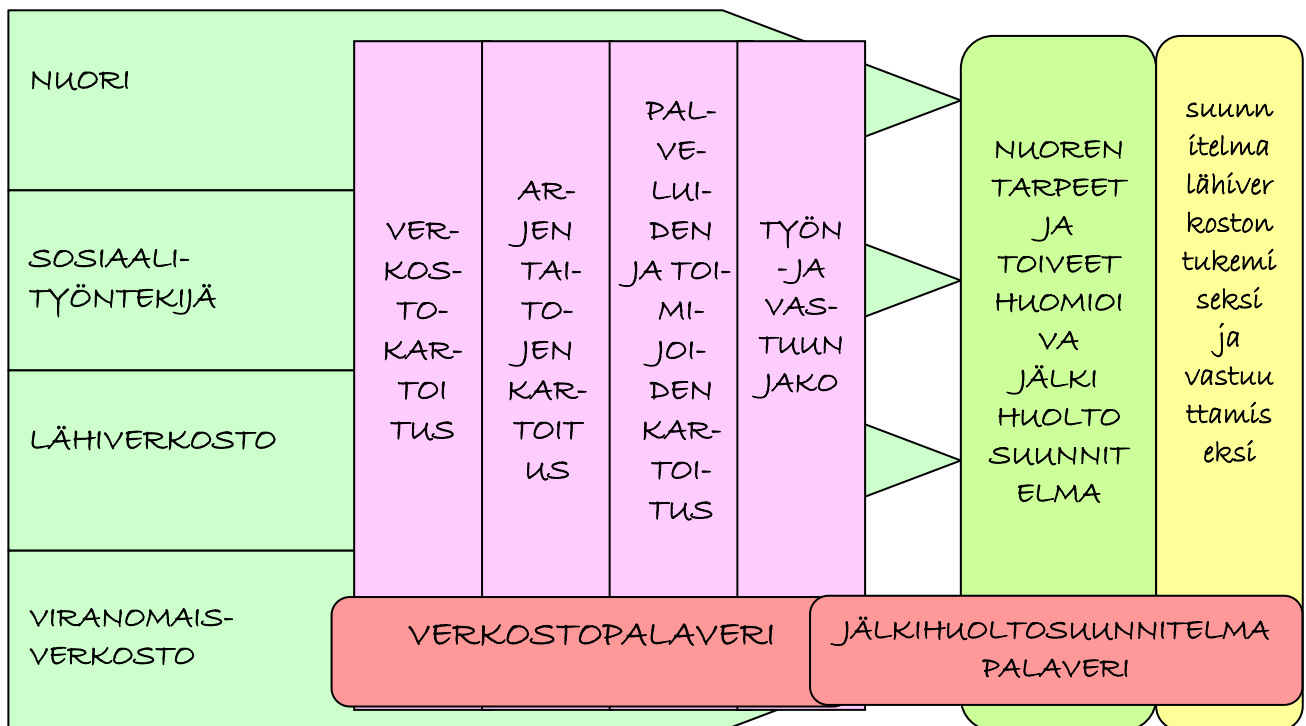 NUORI
SOSIAALI-
TYÖNTEKIJÄ
LÄHIVERKOSTO
VIRANOMAIS-
VERKOSTO
VER-
KOS-
TO-
KAR-
TOI
TUS
AR-
JEN
TAI-
TO-
JEN
KAR-
TOIT
US
PAL-
VE-
LUI-
DEN
JA TOI-
MI-
JOI-
DEN
KAR-
TOI-
TUS
TYÖN
-JA
VAS-
TUUN
JAKO
NUOREN
TARPEET
JA
TOIVEET
HUOMIOI
VA
JÄLKI
HUOLTO
SUUNNIT
ELMA
suunn
itelma
lähiver
koston
tukemi
seksi
ja
vastuu
ttamis
eksi
VERKOSTOPALAVERI
JÄLKIHUOLTOSUUNNITELMA
PALAVERI